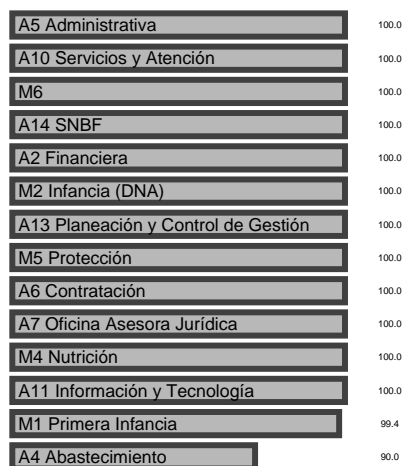 A5 Administrativa 100.0
A10 Servicios y Atención 100.0
M6 100.0
A14 SNBF 100.0
A2 Financiera 100.0
M2 Infancia (DNA) 100.0
A13 Planeación y Control de Gestión 100.0
M5 Protección 100.0
A6 Contratación 100.0
A7 Oficina Asesora Jurídica 100.0
M4 Nutrición 100.0
A11 Información y Tecnología 100.0
M1 Primera Infancia 99.4
A4 Abastecimiento 90.0